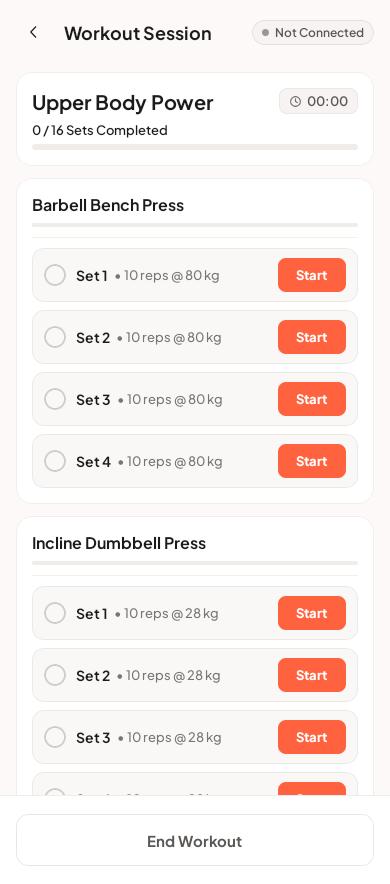 Workout Session
Not Connected
Upper Body Power
00:00
0/16 Sets Completed
Barbell Bench Press
Set 1 • 10 reps @ 80 kg Start
Set 2 • 10 reps @ 80 kg Start
Set 3 • 10 reps @ 80 kg Start
Set 4 • 10 reps @ 80 kg Start
Incline Dumbbell Press
Set 1 • 10 reps @ 28 kg Start
Set 2 • 10 reps @ 28 kg Start
Set 3 • 10 reps @ 28 kg Start
End Workout